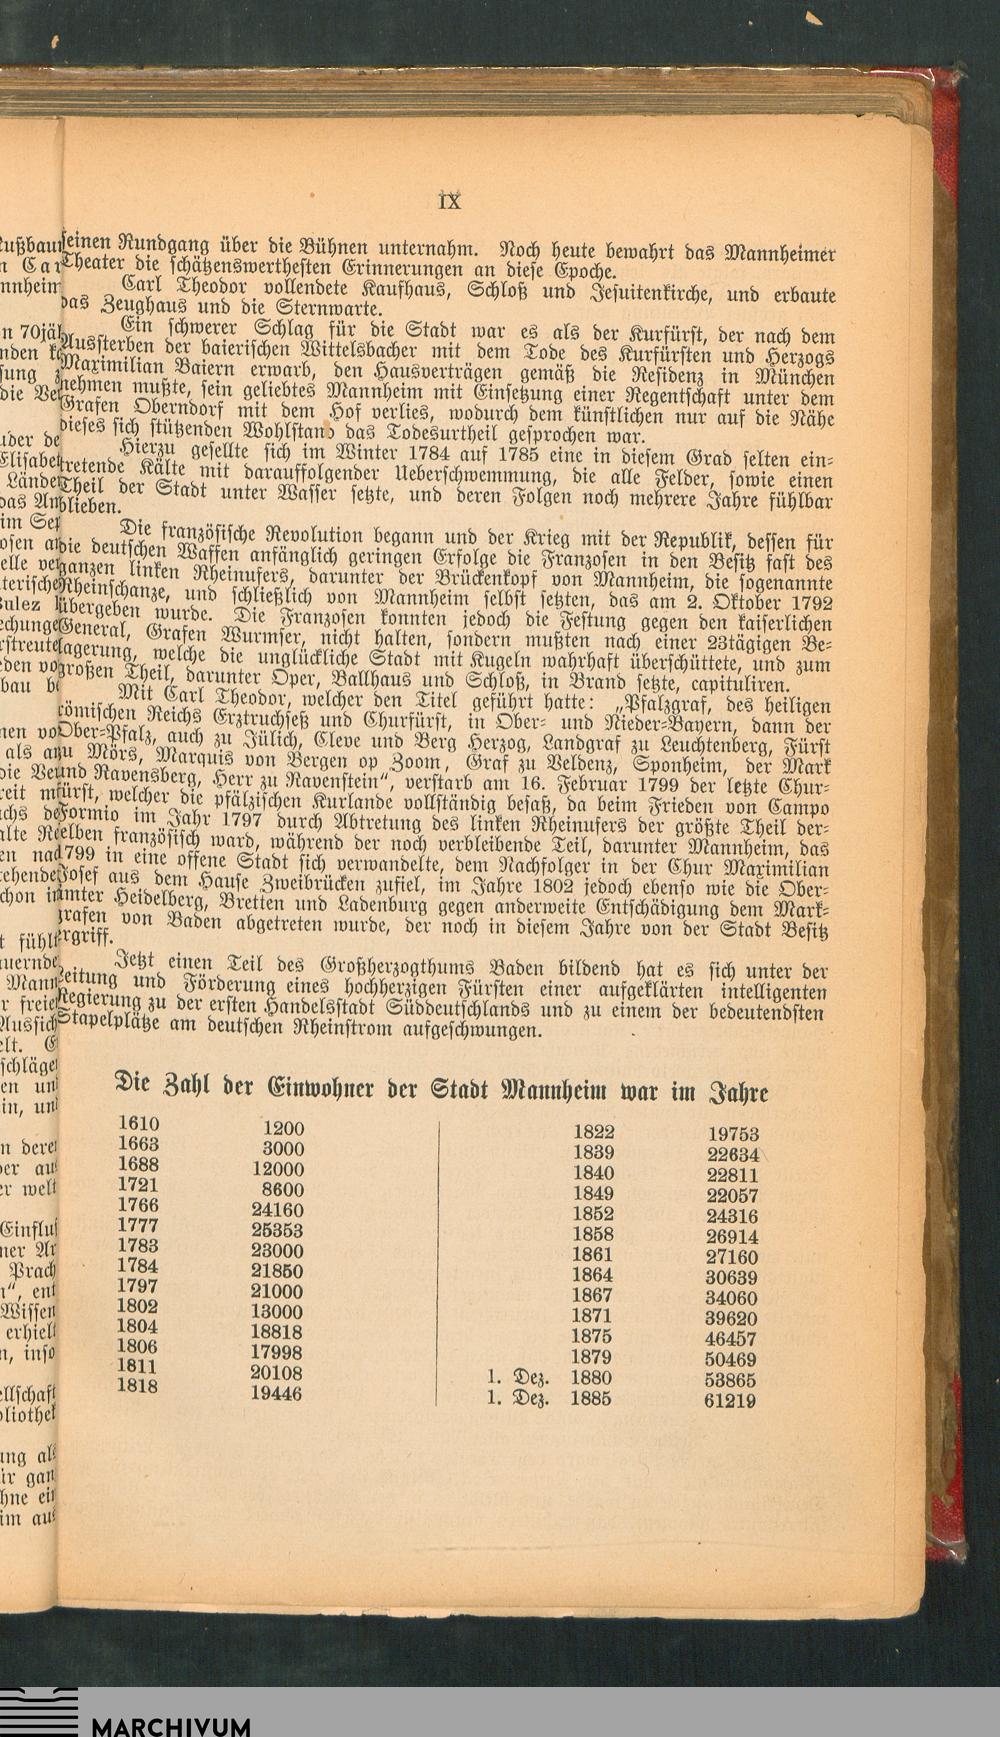 IX
seinen Rundgang über die Bühnen unternahm. Noch heute bewahrt das Mannheimer
Theater die schätzenswerthesten Erinnerungen an diese Epoche.
Carl Theodor vollendete Kaufhaus, Schloß und Jesuitenkirche, und erbaute
das Zeughaus und die Sternwarte.
Ein schwerer Schlag für die Stadt war es als der Kurfürst, der nach dem
Aussterben der baierischen Wittelsbacher mit dem Tode des Kurfürsten und Herzogs
Maximilian Baiern erwarb, den Hausverträgen gemäß die Residenz in München
nehmen mußte, sein geliebtes Mannheim mit Einsetzung einer Regentschaft unter dem
Grafen Oberndorf mit dem Hof verlies, wodurch dem künstlichen nur auf die Nähe
dieses sich stützenden Wohlstand das Todesurtheil gesprochen war.
Hierzu gesellte sich im Winter 1784 auf 1785 eine in diesem Grad selten ein-
tretende Kälte mit darauffolgender Ueberschwemmung, die alle Felder, sowie einen
Theil der Stadt unter Wasser setzte, und deren Folgen noch mehrere Jahre fühlbar
blieben.
Die französische Revolution begann und der Krieg mit der Republik, dessen für
die deutschen Waffen anfänglich geringen Erfolge die Franzosen in den Besitz fast des
ganzen linken Rheinufers, darunter der Brückenkopf von Mannheim, die sogenannte
Rheinschanze, und schließlich von Mannheim selbst setzten, das am 2. Oktober 1792
übergeben wurde. Die Franzosen konnten jedoch die Festung gegen den kaiserlichen
General, Grafen Wurmser, nicht halten, sondern mußten nach einer 23tägigen Be-
lagerung, welche die unglückliche Stadt mit Kugeln wahrhaft überschüttete, und zum
großen Theil, darunter Oper, Ballhaus und Schloß, in Brand setzte, capituliren.
Mit Carl Theodor, welcher den Titel geführt hatte: „Pfalzgraf, des heiligen
römischen Reichs Erztruchseß und Churfürst, in Ober- und Nieder-Bayern, dann der
Ober-Pfalz, auch zu Jülich, Cleve und Berg Herzog, Landgraf zu Leuchtenberg, Fürst
zu Mörs, Marquis von Bergen op Zoom, Graf zu Veldenz, Sponheim, der Mark
und Ravensberg, Herr zu Ravenstein“, verstarb am 16. Februar 1799 der letzte Chur-
fürst, welcher die pfälzischen Kurlande vollständig besaß, da beim Frieden von Campo
Formio im Jahr 1797 durch Abtretung des linken Rheinufers der größte Theil der-
selben französisch ward, während der noch verbleibende Teil, darunter Mannheim, das
1799 in eine offene Stadt sich verwandelte, dem Nachfolger in der Chur Maximilian
Josef aus dem Hause Zweibrücken zufiel, im Jahre 1802 jedoch ebenso wie die Ober-
ämter Heidelberg, Bretten und Ladenburg gegen anderweite Entschädigung dem Mark-
grafen von Baden abgetreten wurde, der noch in diesem Jahre von der Stadt Besitz
ergriff.
Jetzt einen Teil des Großherzogthums Baden bildend hat es sich unter der
Leitung und Förderung eines hochherzigen Fürsten einer aufgeklärten intelligenten
Regierung zu der ersten Handelsstadt Süddeutschlands und zu einem der bedeutendsten
Stapelplätze am deutschen Rheinstrom aufgeschwungen.
Die Zahl der Einwohner der Stadt Mannheim war im Jahre
1610 1200
1663 3000
1688 12000
1721 8600
1766 24160
1777 25353
1783 23000
1784 21850
1797 21000
1802 13000
1804 18818
1806 17998
1811 20108
1818 19446
1822 19753
1839 22634
1840 22811
1849 22057
1852 24316
1858 26914
1861 27160
1864 30639
1867 34060
1871 39620
1875 46457
1879 50469
1. Dez. 1880 53865
1. Dez. 1885 61219
MARCHIVUM